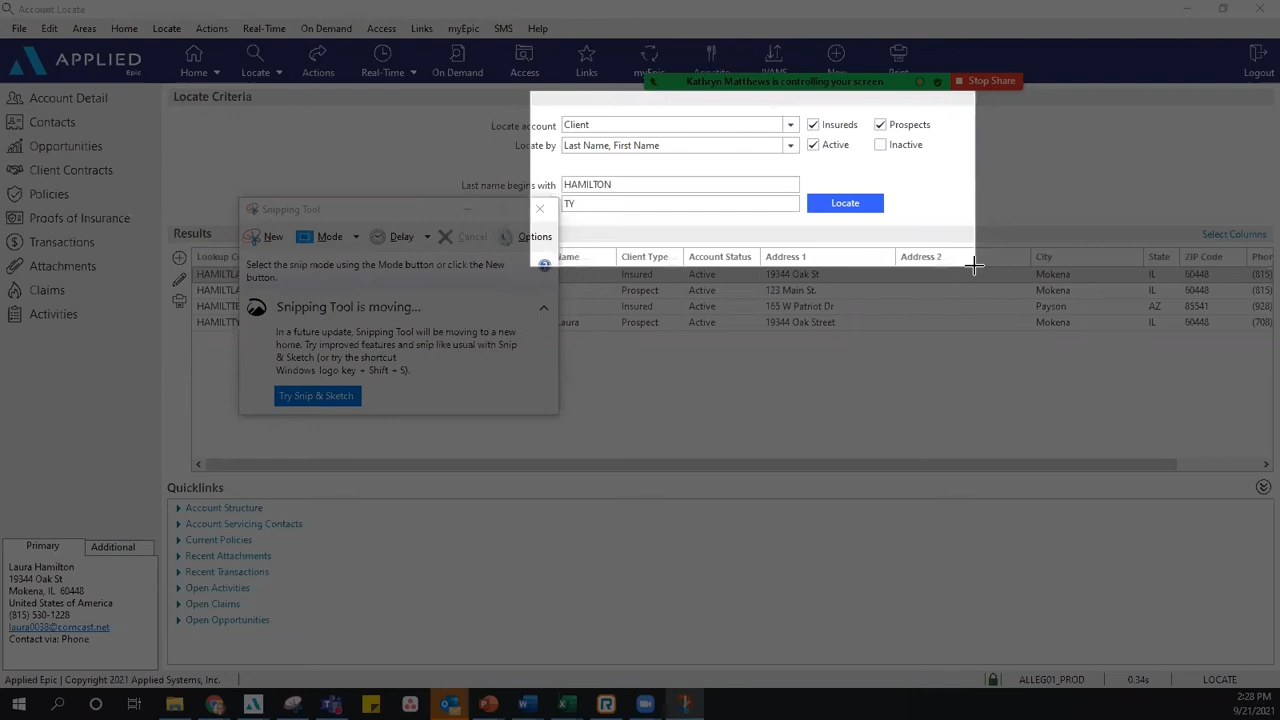 Account Locate
File Edit Areas Home Locate Actions Real-Time On Demand Access Links myEpic SMS Help
APPLIED
Epic
Home Locate Actions Real-Time On Demand Access Links Logout
Kathryn Matthews is controlling your screen
Stop Share
Account Detail
Contacts
Opportunities
Client Contracts
Policies
Proofs of Insurance
Transactions
Attachments
Claims
Activities
Locate Criteria
Locate account Client Insureds Prospects
Locate by Last Name, First Name Active Inactive
Last name begins with HAMILTON
TY Locate
Snipping Tool
New Mode Delay Cancel Options
Select the snip mode using the Mode button or click the New
button.
Snipping Tool is moving...
In a future update, Snipping Tool will be moving to a new
home. Try improved features and snip like usual with Snip
& Sketch (or try the shortcut
Windows logo key + Shift + S).
Try Snip & Sketch
Results Select Columns
Lookup Client Type Account Status Address 1 Address 2 City State ZIP Code
Insured Active 19344 Oak St Mokena IL 60448 (815)
Prospect Active 123 Main St. Mokena IL 60448 (815)
Insured Active 165 W Patriot Dr Payson AZ 85541 (928)
Prospect Active 19344 Oak Street Mokena IL 60448 (708)
Quicklinks
Account Structure
Account Servicing Contacts
Current Policies
Recent Attachments
Recent Transactions
Open Activities
Open Claims
Open Opportunities
Primary Additional
Laura Hamilton
19344 Oak St
Mokena, IL 60448
United States of America
(815) 530-1228
laura0038@comcast.net
Contact via: Phone
Applied Epic | Copyright 2021 Applied Systems, Inc.
ALLEG01_PROD 0.34s LOCATE
2:28 PM
9/21/2021